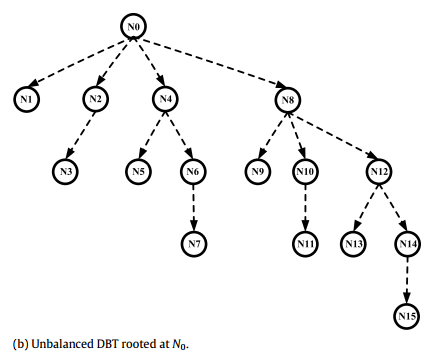 N0
N1 N2 N4 N8
N3 N5 N6 N9 N10 N12
N7 N11 N13 N14
N15
(b) Unbalanced DBT rooted at N₀.